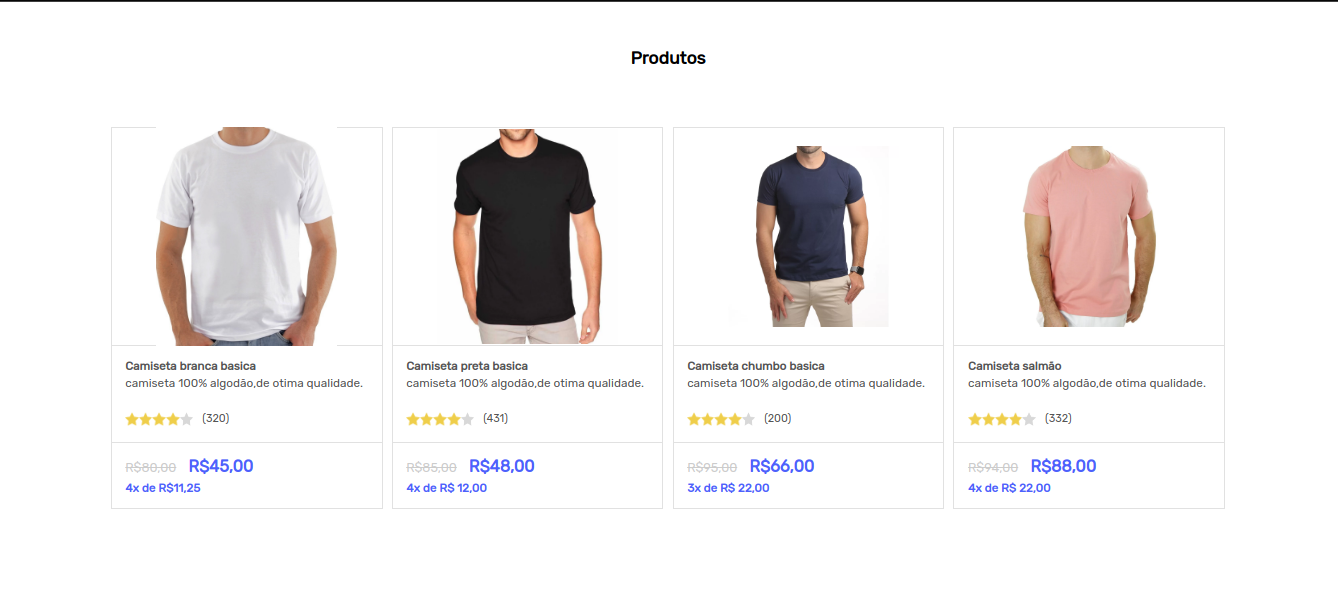 Produtos
Camiseta branca basica
camiseta 100% algodão,de otima qualidade.
(320)
R$80,00 R$45,00
4x de R$11,25
Camiseta preta basica
camiseta 100% algodão,de otima qualidade.
(431)
R$85,00 R$48,00
4x de R$ 12,00
Camiseta chumbo basica
camiseta 100% algodão,de otima qualidade.
(200)
R$95,00 R$66,00
3x de R$ 22,00
Camiseta salmão
camiseta 100% algodão,de otima qualidade.
(332)
R$94,00 R$88,00
4x de R$ 22,00